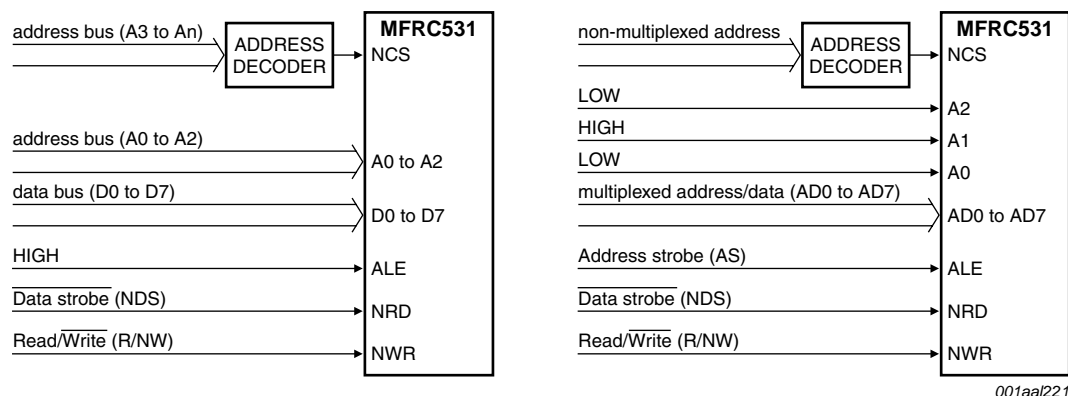 address bus (A3 to An)
ADDRESS
DECODER
MFRC531
NCS
address bus (A0 to A2)
A0 to A2
data bus (D0 to D7)
D0 to D7
HIGH
ALE
Data strobe (NDS)
NRD
Read/Write (R/NW)
NWR
non-multiplexed address
ADDRESS
DECODER
MFRC531
NCS
LOW
A2
HIGH
A1
LOW
A0
multiplexed address/data (AD0 to AD7)
AD0 to AD7
Address strobe (AS)
ALE
Data strobe (NDS)
NRD
Read/Write (R/NW)
NWR
001aal221